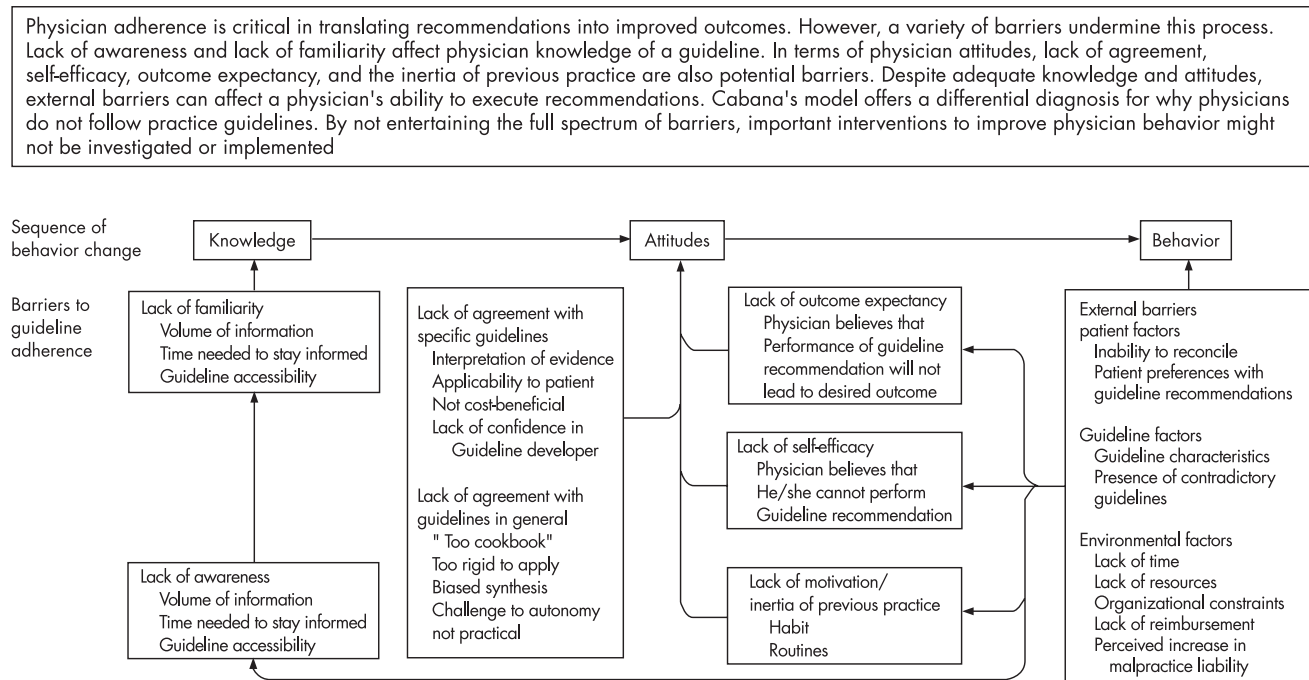 Physician adherence is critical in translating recommendations into improved outcomes. However, a variety of barriers undermine this process.
Lack of awareness and lack of familiarity affect physician knowledge of a guideline. In terms of physician attitudes, lack of agreement,
self-efficacy, outcome expectancy, and the inertia of previous practice are also potential barriers. Despite adequate knowledge and attitudes,
external barriers can affect a physician's ability to execute recommendations. Cabana's model offers a differential diagnosis for why physicians
do not follow practice guidelines. By not entertaining the full spectrum of barriers, important interventions to improve physician behavior might
not be investigated or implemented
Sequence of
behavior change
Knowledge
Attitudes
Behavior
Barriers to
guideline
adherence
Lack of familiarity
Volume of information
Time needed to stay informed
Guideline accessibility
Lack of awareness
Volume of information
Time needed to stay informed
Guideline accessibility
Lack of agreement with
specific guidelines
Interpretation of evidence
Applicability to patient
Not cost-beneficial
Lack of confidence in
Guideline developer
Lack of agreement with
guidelines in general
" Too cookbook"
Too rigid to apply
Biased synthesis
Challenge to autonomy
not practical
Lack of outcome expectancy
Physician believes that
Performance of guideline
recommendation will not
lead to desired outcome
Lack of self-efficacy
Physician believes that
He/she cannot perform
Guideline recommendation
Lack of motivation/
inertia of previous practice
Habit
Routines
External barriers
patient factors
Inability to reconcile
Patient preferences with
guideline recommendations
Guideline factors
Guideline characteristics
Presence of contradictory
guidelines
Environmental factors
Lack of time
Lack of resources
Organizational constraints
Lack of reimbursement
Perceived increase in
malpractice liability